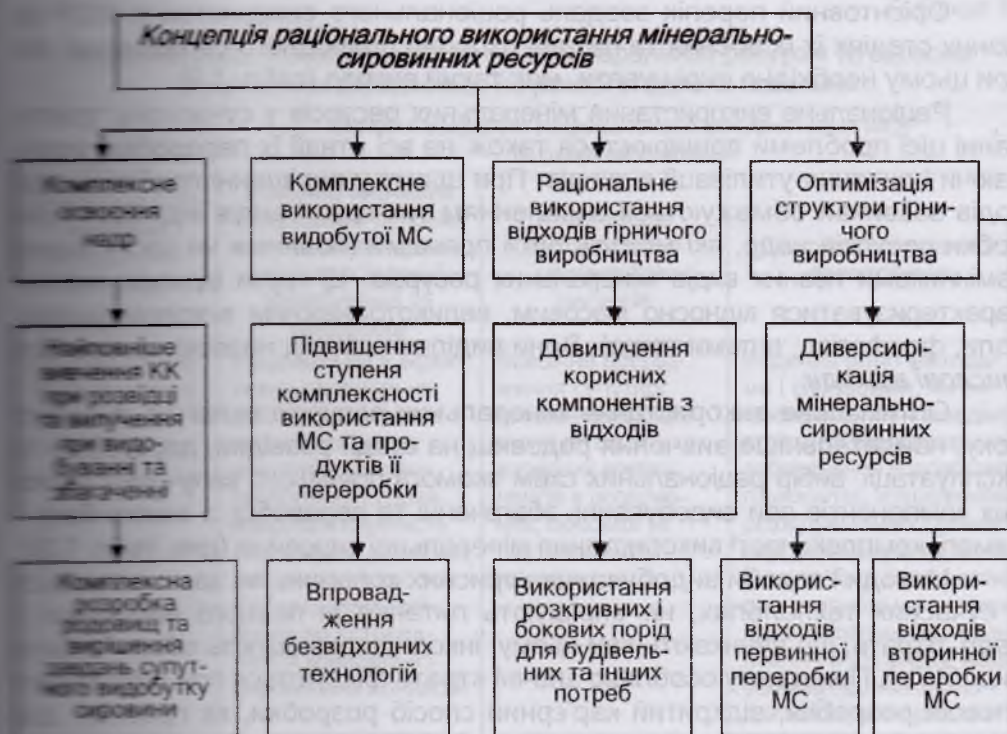 Концепція раціонального використання мінерально-
сировинних ресурсів
Комплексне
освоєння
надр
Комплексне
використання
видобутої МС
Раціональне
використання
відходів гірничого
виробництва
Оптимізація
структури гірни-
чого
виробництва
Найповніше
вивчення КК
при розвідці
та вилучення
при видо-
буванні та
збагаченні
Підвищення
ступеня
комплексності
використання
МС та про-
дуктів її
переробки
Довилучення
корисних
компонентів з
відходів
Диверсифі-
кація
мінерально-
сировинних
ресурсів
Комплексна
розробка
родовищ та
вирішення
завдань супут-
нього видобутку
сировини
Впровад-
ження
безвідходних
технологій
Використання
розкривних і
бокових порід
для будівель-
них та інших
потреб
Викорис-
тання
відходів
первинної
переробки
МС
Викори-
стання
відходів
вторинної
переробки
МС